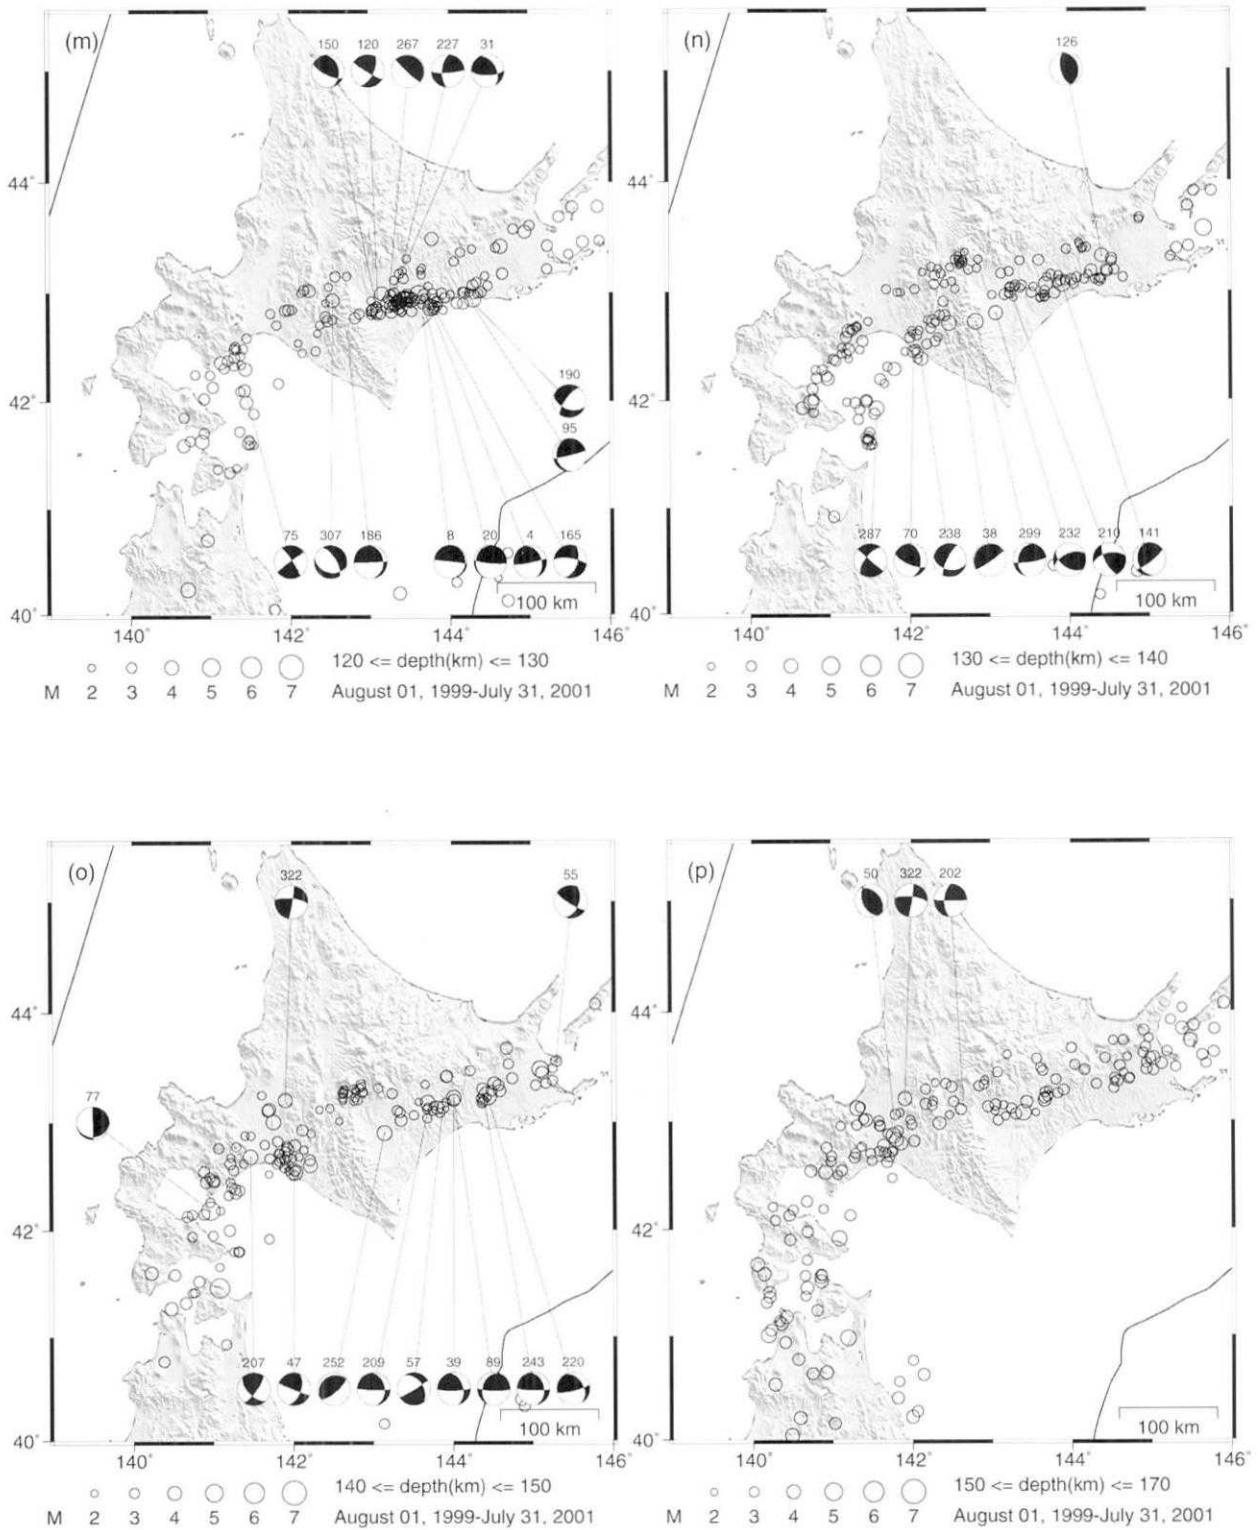 (m)
150 120 267 227 31
44°
42°
190
95
75 307 186 8 20 4 165
100 km
40°
140° 142° 144° 146°
120 <= depth(km) <= 130
M 2 3 4 5 6 7 August 01, 1999-July 31, 2001
(n)
126
44°
42°
287 70 238 38 299 232 210 141
100 km
40°
140° 142° 144° 146°
130 <= depth(km) <= 140
M 2 3 4 5 6 7 August 01, 1999-July 31, 2001
(o)
322 55
44°
77
42°
207 47 252 209 57 39 89 243 220
100 km
40°
140° 142° 144° 146°
140 <= depth(km) <= 150
M 2 3 4 5 6 7 August 01, 1999-July 31, 2001
(p)
50 322 202
44°
42°
100 km
40°
140° 142° 144° 146°
150 <= depth(km) <= 170
M 2 3 4 5 6 7 August 01, 1999-July 31, 2001